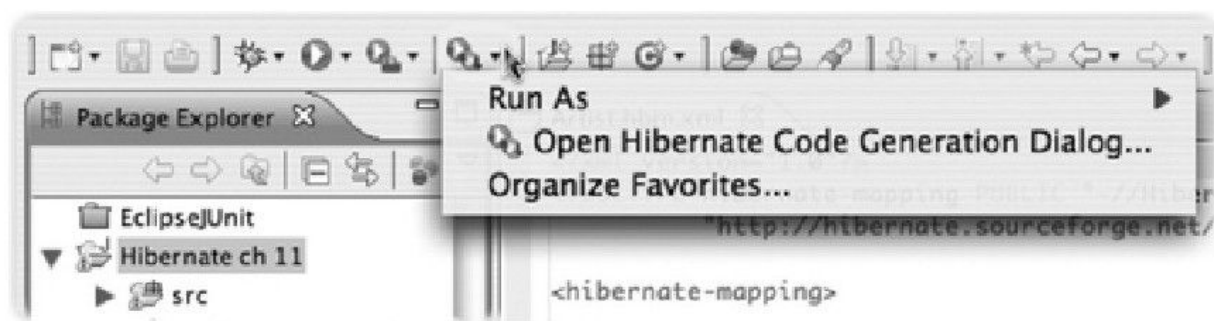 Run As
Package Explorer
Open Hibernate Code Generation Dialog...
Organize Favorites...
EclipseJUnit
"http://hibernate.sourceforge.net/
Hibernate ch 11
src
<hibernate-mapping>